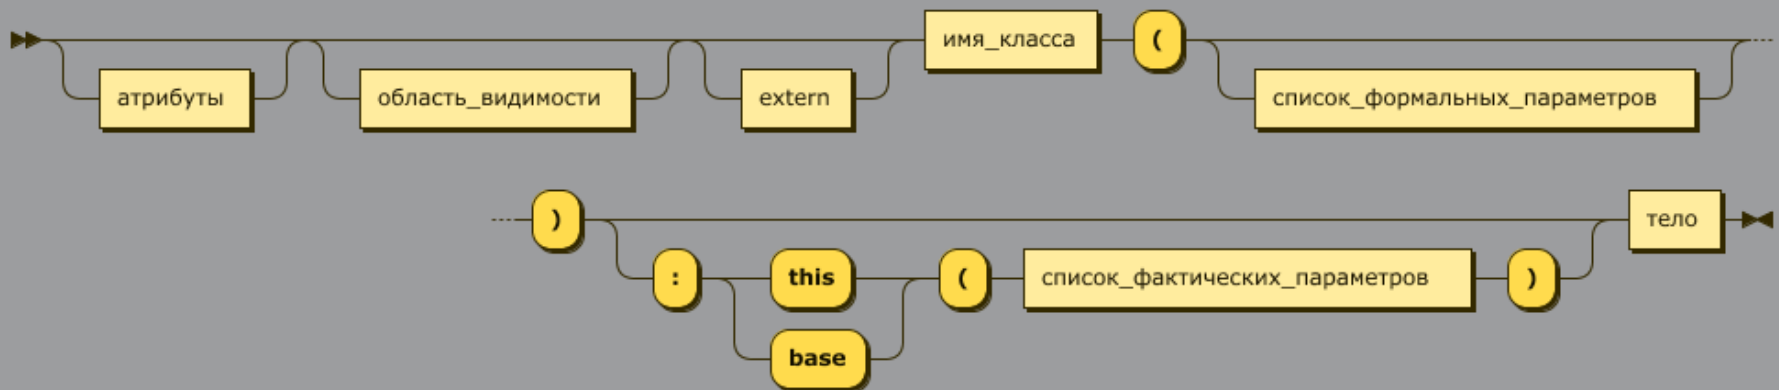 имя_класса (
атрибуты область_видимости extern список_формальных_параметров
) тело
: this ( список_фактических_параметров )
base